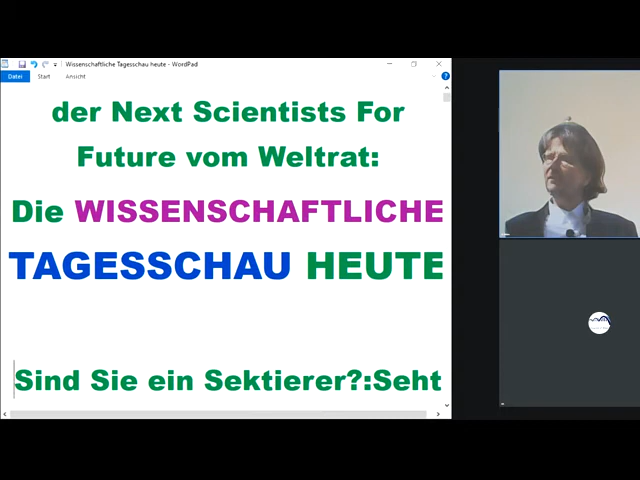 Wissenschaftliche Tagesschau heute - WordPad
Datei Start Ansicht
der Next Scientists For
Future vom Weltrat:
Die WISSENSCHAFTLICHE
TAGESSCHAU HEUTE
Sind Sie ein Sektierer?:Seht